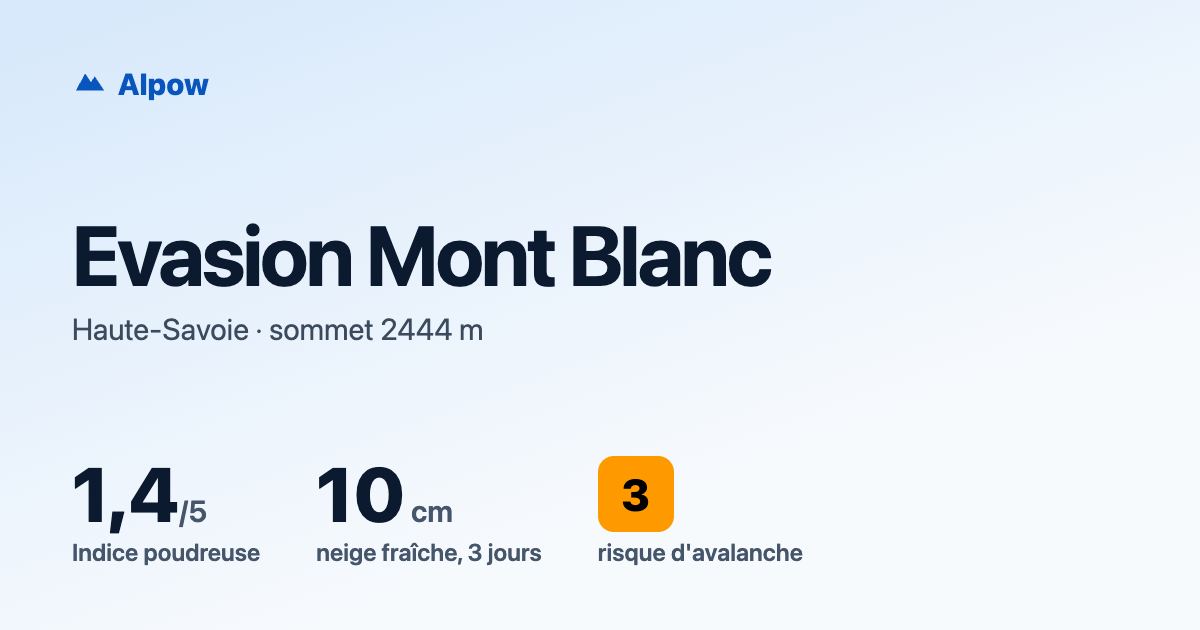 Alpow
Evasion Mont Blanc
Haute-Savoie · sommet 2444 m
1,4/5
Indice poudreuse
10 cm
neige fraîche, 3 jours
3
risque d'avalanche